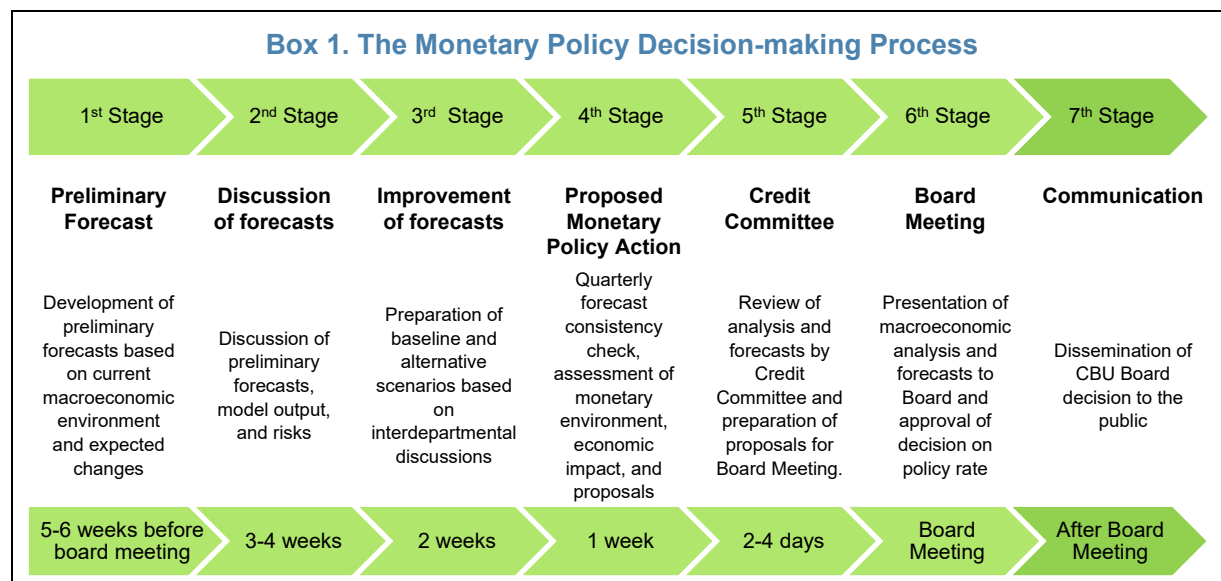 Box 1. The Monetary Policy Decision-making Process
1st Stage
2nd Stage
3rd Stage
4th Stage
5th Stage
6th Stage
7th Stage
Preliminary
Forecast
Discussion
of forecasts
Improvement
of forecasts
Proposed
Monetary
Policy Action
Credit
Committee
Board
Meeting
Communication
Development of
preliminary
forecasts based
on current
macroeconomic
environment
and expected
changes
Discussion of
preliminary
forecasts,
model output,
and risks
Preparation of
baseline and
alternative
scenarios based
on
interdepartmental
discussions
Quarterly
forecast
consistency
check,
assessment of
monetary
environment,
economic
impact, and
proposals
Review of
analysis and
forecasts by
Credit
Committee and
preparation of
proposals for
Board Meeting.
Presentation of
macroeconomic
analysis and
forecasts to
Board and
approval of
decision on
policy rate
Dissemination of
CBU Board
decision to the
public
5-6 weeks before
board meeting
3-4 weeks
2 weeks
1 week
2-4 days
Board
Meeting
After Board
Meeting